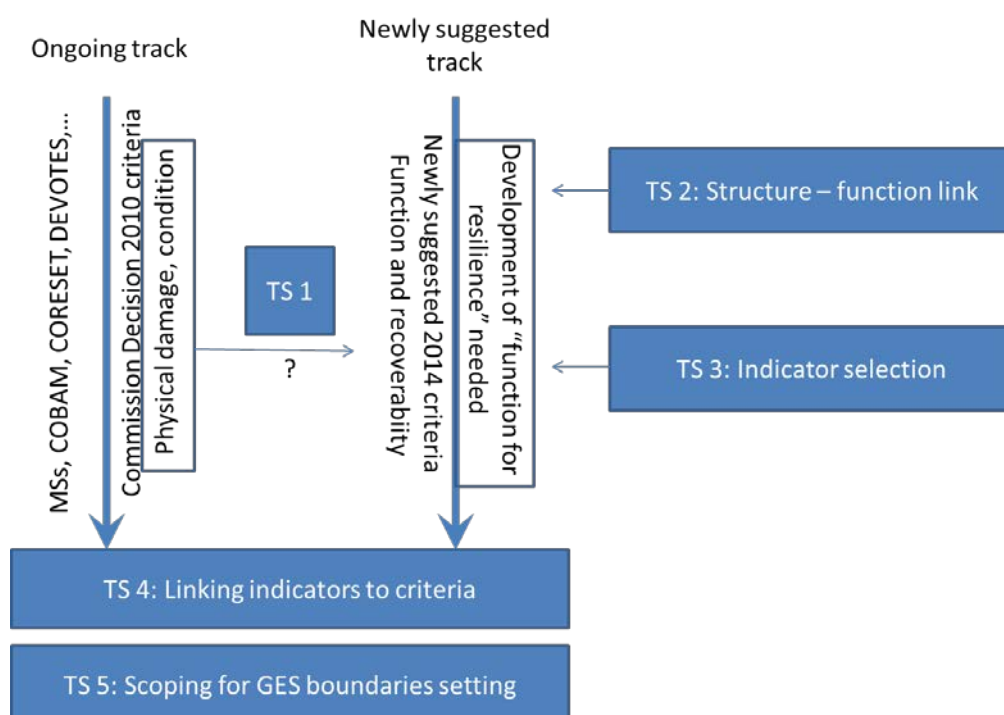 Ongoing track
Newly suggested
track
MSs, COBAM, CORESET, DEVOTES,...
Commission Decision 2010 criteria
Physical damage, condition
TS 1
?
Development of “function for
resilience” needed
Newly suggested 2014 criteria
Function and recoverabiity
TS 2: Structure – function link
TS 3: Indicator selection
TS 4: Linking indicators to criteria
TS 5: Scoping for GES boundaries setting